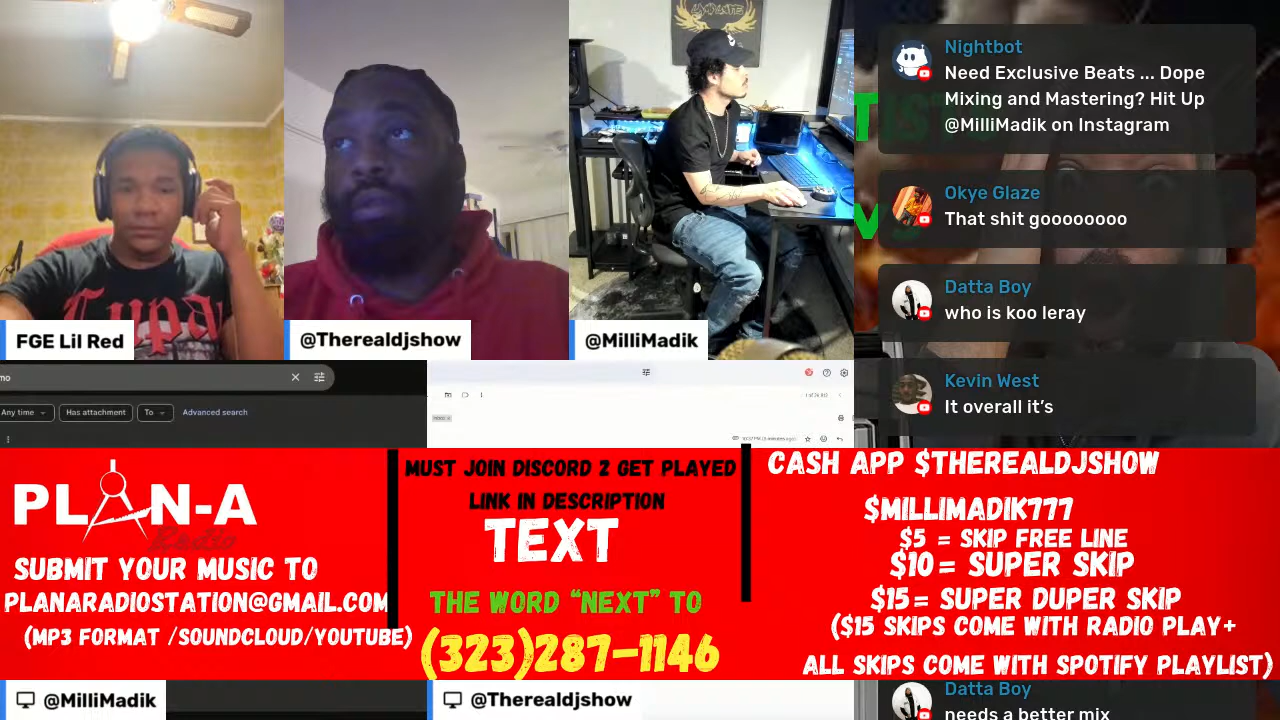 FGE Lil Red
@Therealdjshow
@MilliMadik
Nightbot
Need Exclusive Beats ... Dope
Mixing and Mastering? Hit Up
@MilliMadik on Instagram
Okye Glaze
That shit goooooooo
Datta Boy
who is koo leray
Kevin West
It overall it's
mo
Any time
Has attachment
To
Advanced search
PLAN-A
Radio
SUBMIT YOUR MUSIC TO
PLANARADIOSTATION@GMAIL.COM
(MP3 FORMAT /SOUNDCLOUD/YOUTUBE)
MUST JOIN DISCORD 2 GET PLAYED
LINK IN DESCRIPTION
TEXT
THE WORD “NEXT” TO
(323)287-1146
CASH APP $THEREALDJSHOW
$MILLIMADIK777
$5 = SKIP FREE LINE
$10 = SUPER SKIP
$15 = SUPER DUPER SKIP
($15 SKIPS COME WITH RADIO PLAY+
ALL SKIPS COME WITH SPOTIFY PLAYLIST)
@MilliMadik
@Therealdjshow
Datta Boy
needs a better mix